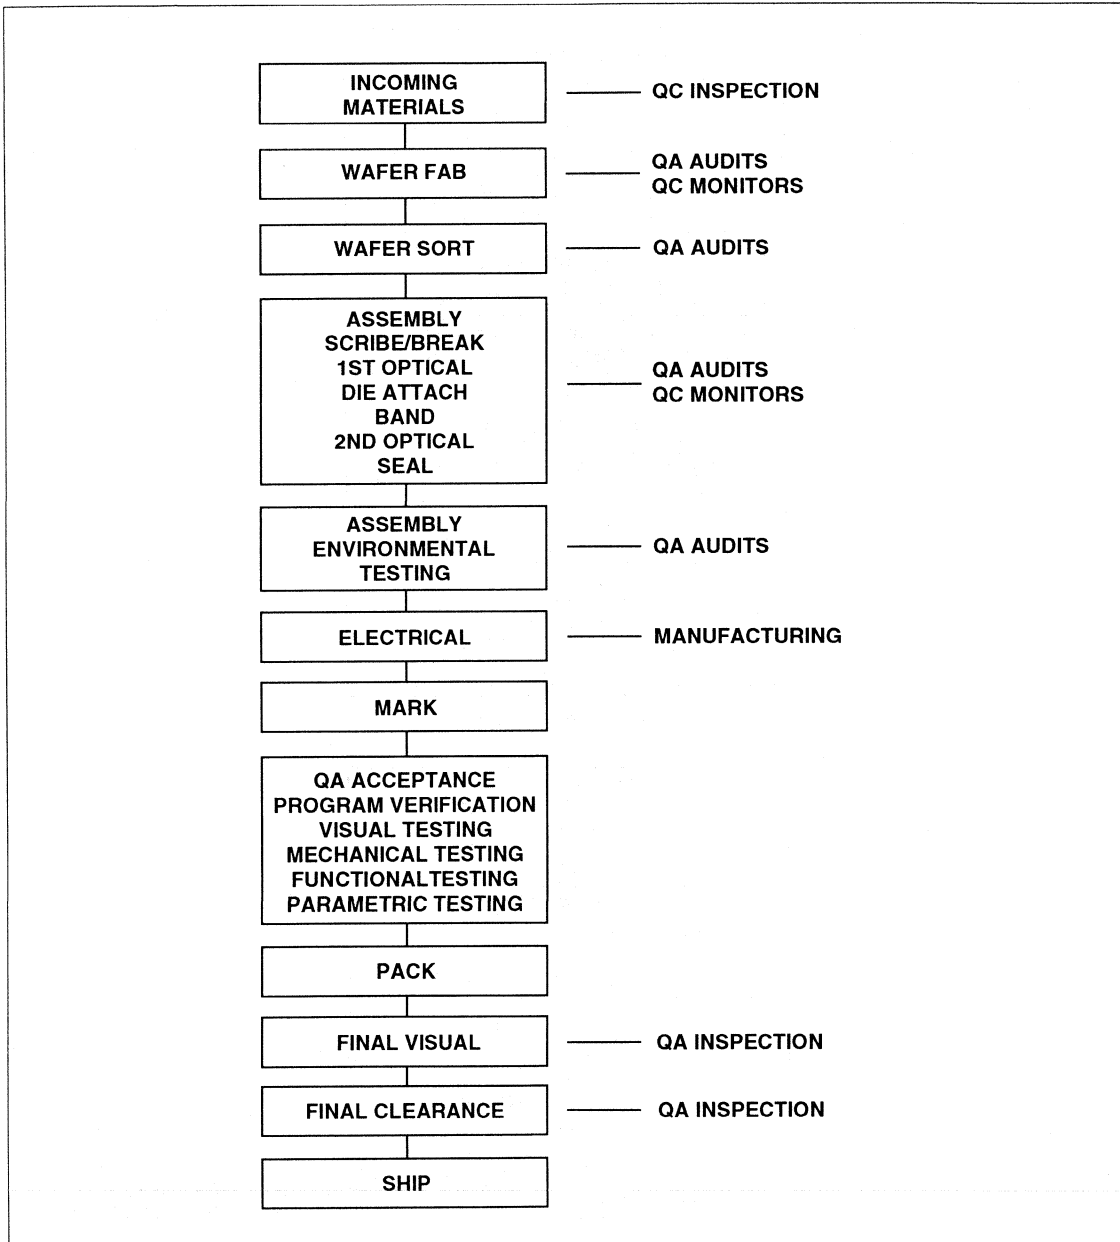 INCOMING
MATERIALS
QC INSPECTION
WAFER FAB
QA AUDITS
QC MONITORS
WAFER SORT
QA AUDITS
ASSEMBLY
SCRIBE/BREAK
1ST OPTICAL
DIE ATTACH
BAND
2ND OPTICAL
SEAL
QA AUDITS
QC MONITORS
ASSEMBLY
ENVIRONMENTAL
TESTING
QA AUDITS
ELECTRICAL
MANUFACTURING
MARK
QA ACCEPTANCE
PROGRAM VERIFICATION
VISUAL TESTING
MECHANICAL TESTING
FUNCTIONALTESTING
PARAMETRIC TESTING
PACK
FINAL VISUAL
QA INSPECTION
FINAL CLEARANCE
QA INSPECTION
SHIP